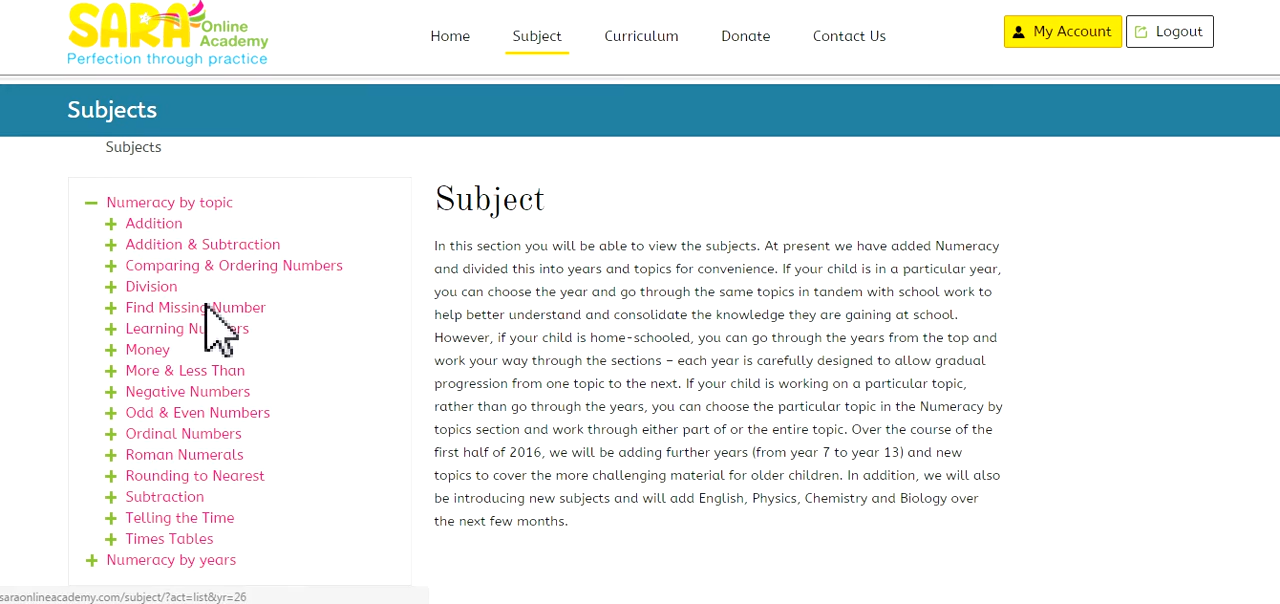 SARA Online
Academy
Perfection through practice
Home Subject Curriculum Donate Contact Us
My Account Logout
Subjects
Subjects
Numeracy by topic
Addition
Addition & Subtraction
Comparing & Ordering Numbers
Division
Find Missing Number
Learning Numbers
Money
More & Less Than
Negative Numbers
Odd & Even Numbers
Ordinal Numbers
Roman Numerals
Rounding to Nearest
Subtraction
Telling the Time
Times Tables
Numeracy by years
Subject
In this section you will be able to view the subjects. At present we have added Numeracy
and divided this into years and topics for convenience. If your child is in a particular year,
you can choose the year and go through the same topics in tandem with school work to
help better understand and consolidate the knowledge they are gaining at school.
However, if your child is home-schooled, you can go through the years from the top and
work your way through the sections – each year is carefully designed to allow gradual
progression from one topic to the next. If your child is working on a particular topic,
rather than go through the years, you can choose the particular topic in the Numeracy by
topics section and work through either part of or the entire topic. Over the course of the
first half of 2016, we will be adding further years (from year 7 to year 13) and new
topics to cover the more challenging material for older children. In addition, we will also
be introducing new subjects and will add English, Physics, Chemistry and Biology over
the next few months.
saraonlineacademy.com/subject/?act=list&yr=26